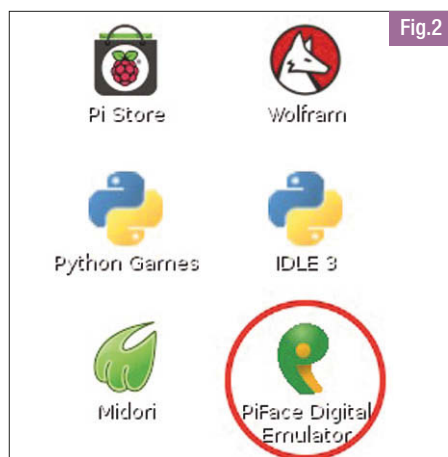 Fig.2
Pi Store
Wolfram
Python Games
IDLE 3
Midori
PiFace Digital
Emulator